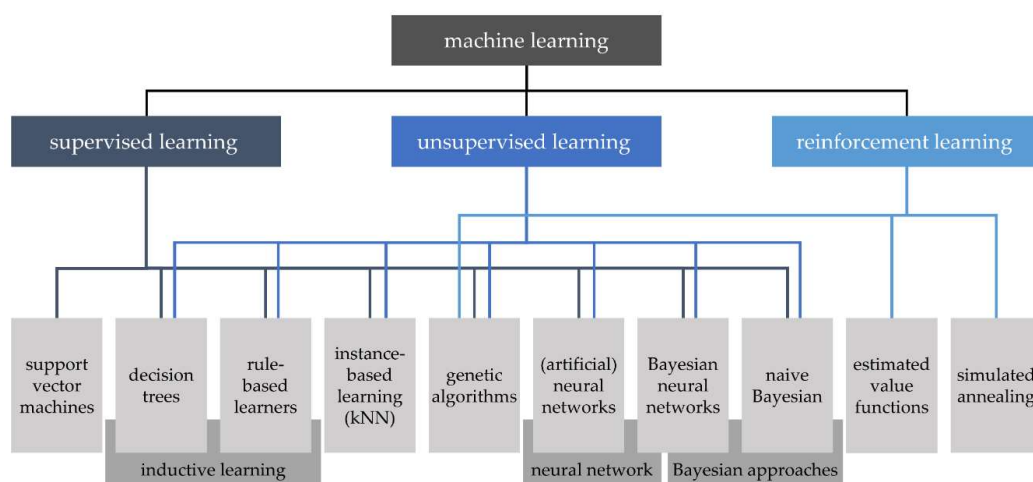 machine learning
supervised learning
unsupervised learning
reinforcement learning
support
vector
machines
decision
trees
rule-
based
learners
instance-
based
learning
(kNN)
genetic
algorithms
(artificial)
neural
networks
Bayesian
neural
networks
naive
Bayesian
estimated
value
functions
simulated
annealing
inductive learning
neural network
Bayesian approaches